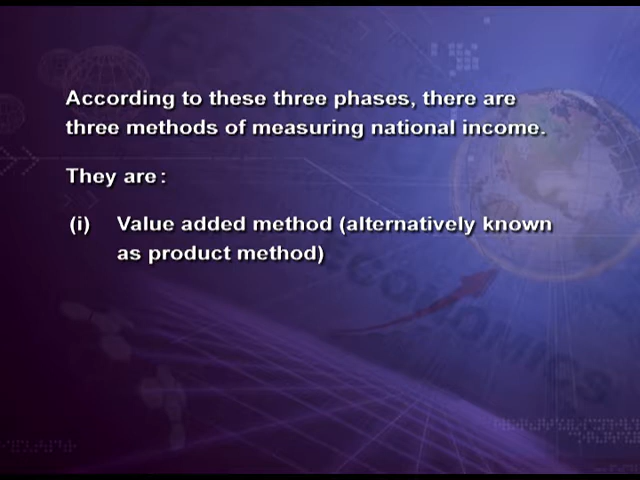 According to these three phases, there are
three methods of measuring national income.
They are :
(i) Value added method (alternatively known
as product method)
ECONOMICS